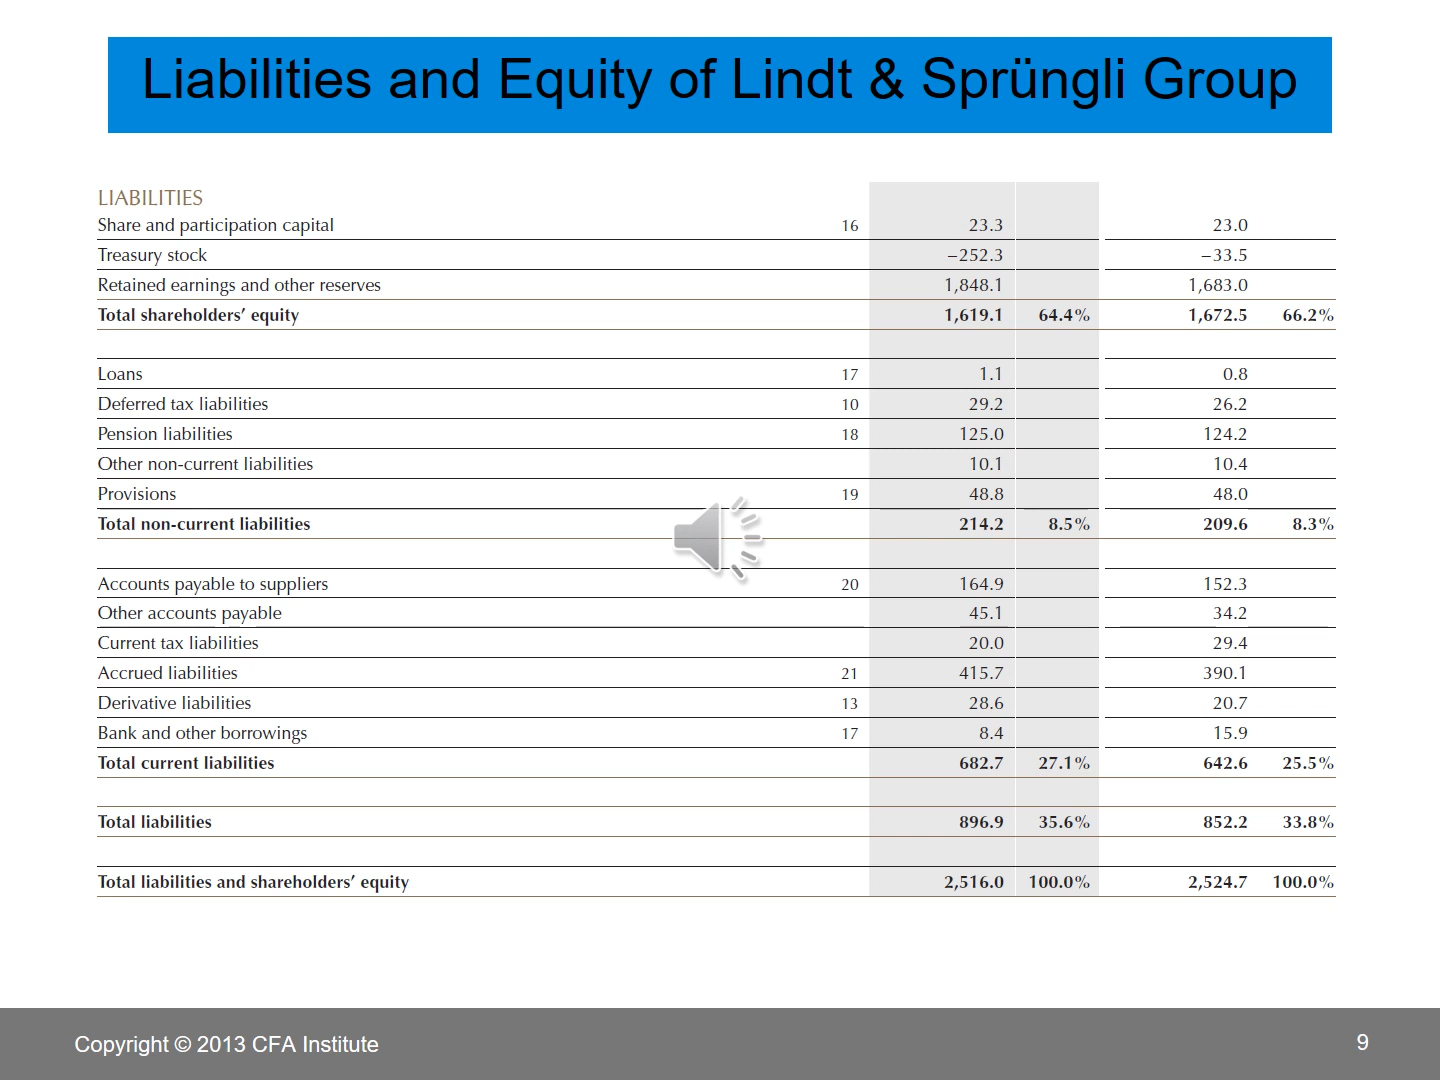 Liabilities and Equity of Lindt & Sprüngli Group
LIABILITIES
Share and participation capital 16 23.3 23.0
Treasury stock –252.3 –33.5
Retained earnings and other reserves 1,848.1 1,683.0
Total shareholders’ equity 1,619.1 64.4% 1,672.5 66.2%
Loans 17 1.1 0.8
Deferred tax liabilities 10 29.2 26.2
Pension liabilities 18 125.0 124.2
Other non-current liabilities 10.1 10.4
Provisions 19 48.8 48.0
Total non-current liabilities 214.2 8.5% 209.6 8.3%
Accounts payable to suppliers 20 164.9 152.3
Other accounts payable 45.1 34.2
Current tax liabilities 20.0 29.4
Accrued liabilities 21 415.7 390.1
Derivative liabilities 13 28.6 20.7
Bank and other borrowings 17 8.4 15.9
Total current liabilities 682.7 27.1% 642.6 25.5%
Total liabilities 896.9 35.6% 852.2 33.8%
Total liabilities and shareholders’ equity 2,516.0 100.0% 2,524.7 100.0%
Copyright © 2013 CFA Institute 9